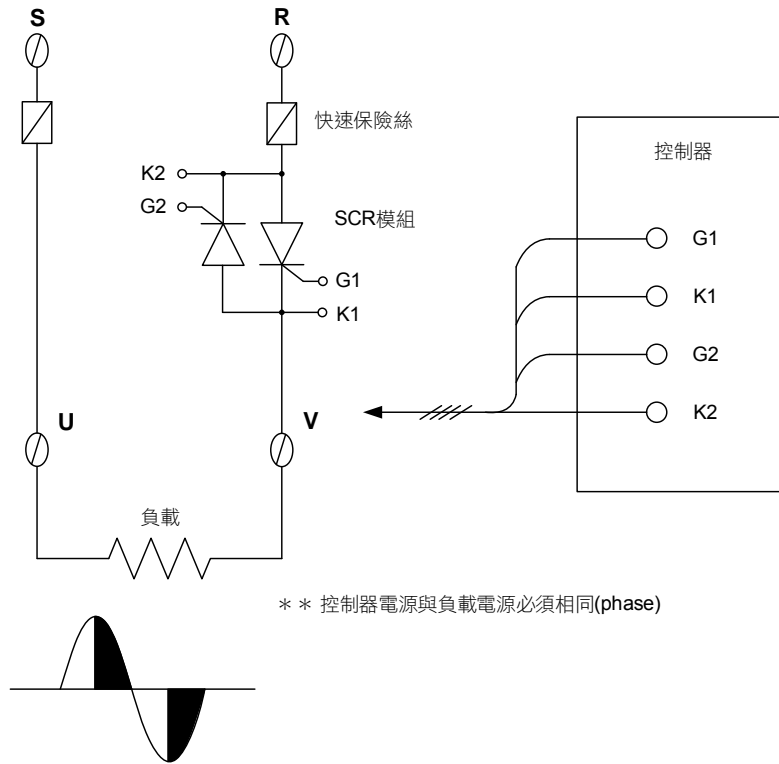 S
R
快速保險絲
控制器
K2
G2
SCR模組
G1
K1
G1
K1
G2
K2
U
V
負載
＊＊ 控制器電源與負載電源必須相同(phase)